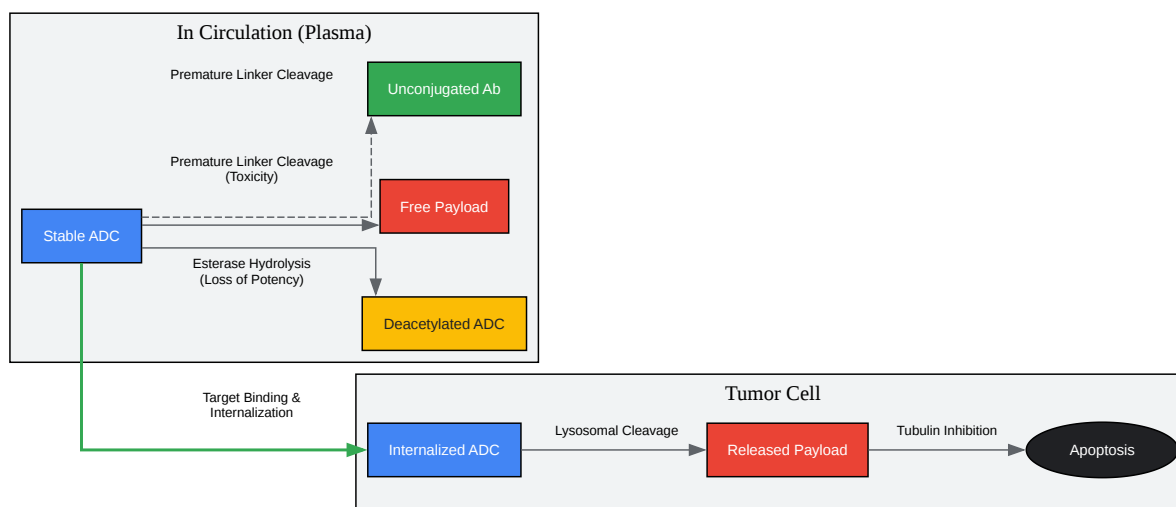 In Circulation (Plasma)
Premature Linker Cleavage
Unconjugated Ab
Premature Linker Cleavage
(Toxicity)
Free Payload
Stable ADC
Esterase Hydrolysis
(Loss of Potency)
Deacetylated ADC
Target Binding &
Internalization
Tumor Cell
Internalized ADC
Lysosomal Cleavage
Released Payload
Tubulin Inhibition
Apoptosis